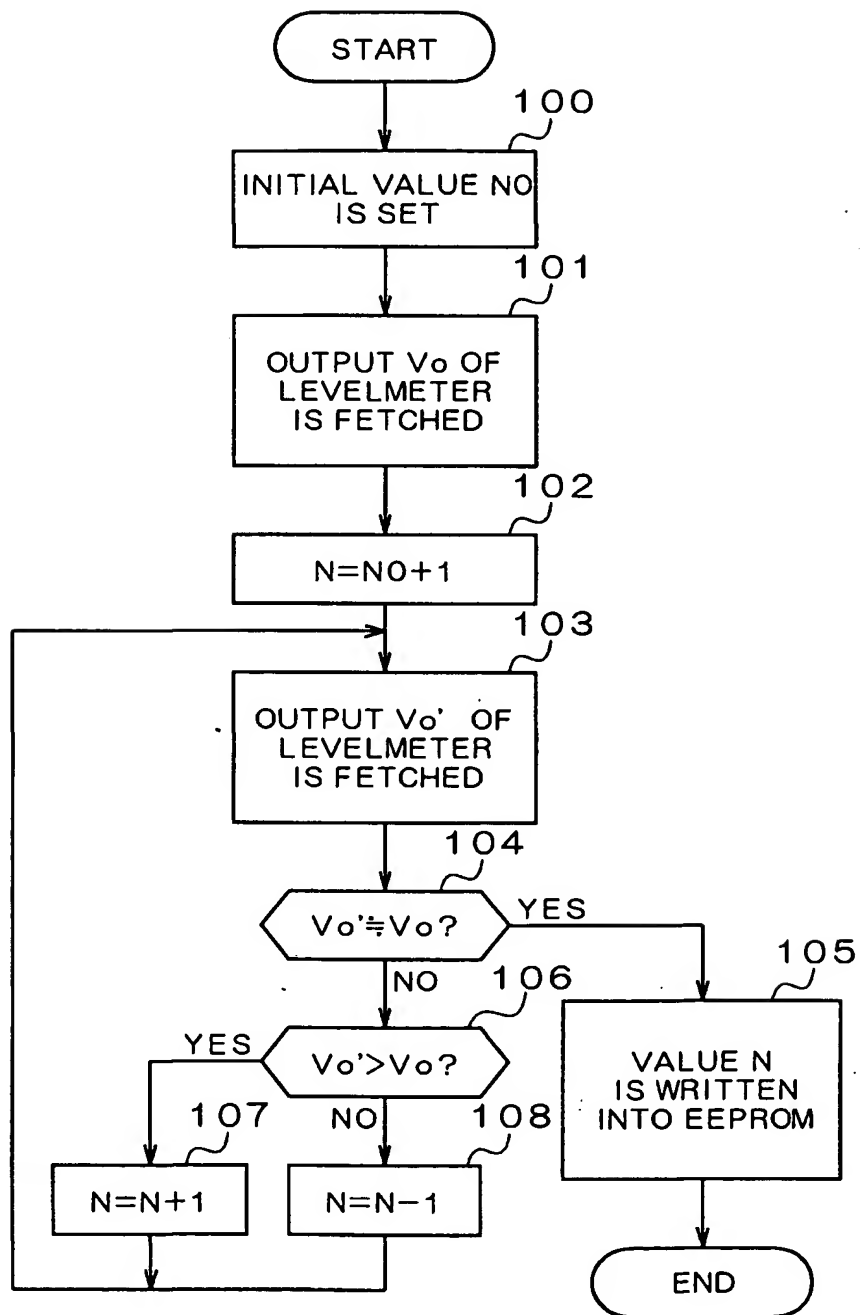 START
100
INITIAL VALUE N0
IS SET
101
OUTPUT Vo OF
LEVELMETER
IS FETCHED
102
N=N0+1
103
OUTPUT Vo' OF
LEVELMETER
IS FETCHED
104
Vo'≒Vo?
YES
NO
105
VALUE N
IS WRITTEN
INTO EEPROM
106
Vo'>Vo?
YES
NO
107
N=N+1
108
N=N-1
END